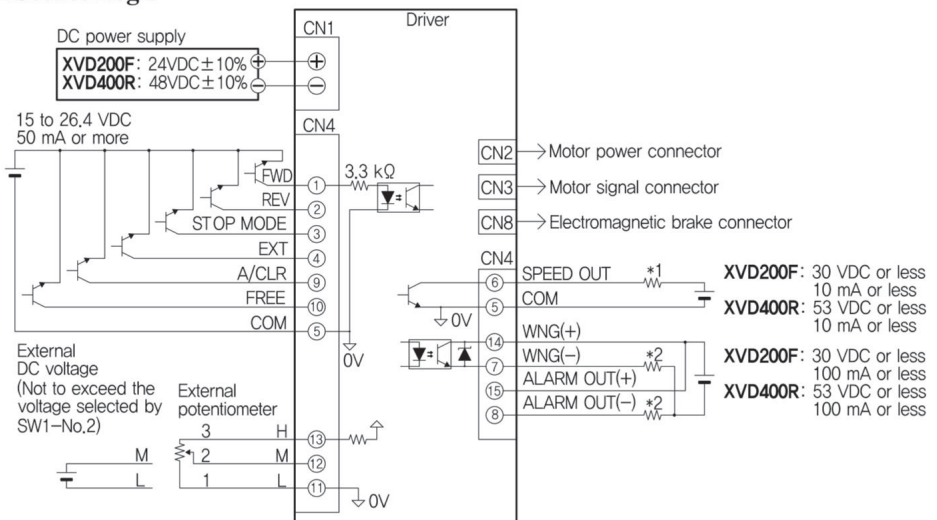 Driver
CN1
DC power supply
XVD200F: 24VDC±10% ⊕
XVD400R: 48VDC±10% ⊖
⊕
⊖
15 to 26.4 VDC
50 mA or more
CN4
FWD ① 3.3 kΩ
REV ②
STOP MODE ③
EXT ④
A/CLR ⑨
FREE ⑩
COM ⑤
0V
External
DC voltage
(Not to exceed the
voltage selected by
SW1-No.2)
M
L
External
potentiometer
3 H ⑬
2 M ⑫
1 L ⑪
0V
CN2 → Motor power connector
CN3 → Motor signal connector
CN8 → Electromagnetic brake connector
CN4
⑥ SPEED OUT *1
⑤ COM
0V
⑭ WNG(+)
⑦ WNG(-) *2
⑮ ALARM OUT(+)
⑧ ALARM OUT(-) *2
XVD200F: 30 VDC or less
10 mA or less
XVD400R: 53 VDC or less
10 mA or less
XVD200F: 30 VDC or less
100 mA or less
XVD400R: 53 VDC or less
100 mA or less